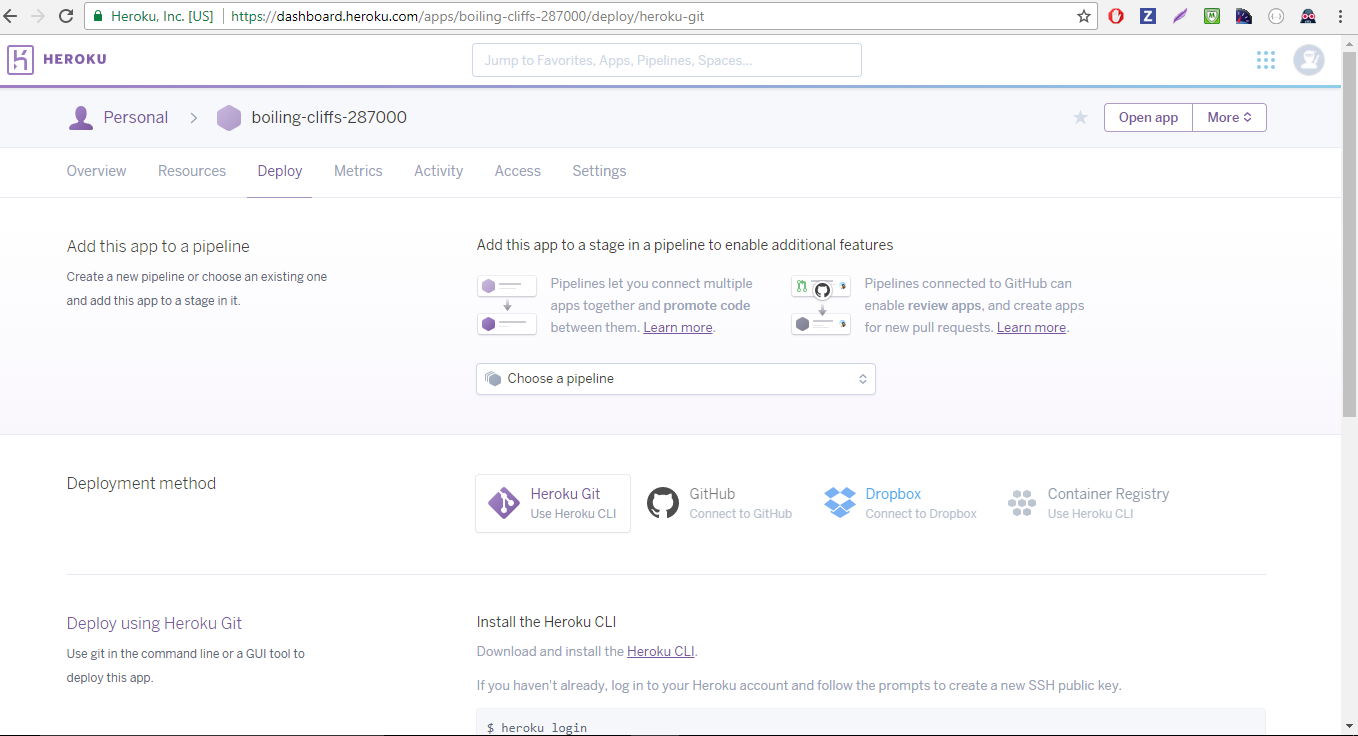 Heroku, Inc. [US] https://dashboard.heroku.com/apps/boiling-cliffs-287000/deploy/heroku-git
HEROKU
Jump to Favorites, Apps, Pipelines, Spaces...
Personal > boiling-cliffs-287000
Open app
More
Overview Resources Deploy Metrics Activity Access Settings
Add this app to a pipeline
Create a new pipeline or choose an existing one
and add this app to a stage in it.
Add this app to a stage in a pipeline to enable additional features
Pipelines let you connect multiple
apps together and promote code
between them. Learn more.
Pipelines connected to GitHub can
enable review apps, and create apps
for new pull requests. Learn more.
Choose a pipeline
Deployment method
Heroku Git
Use Heroku CLI
GitHub
Connect to GitHub
Dropbox
Connect to Dropbox
Container Registry
Use Heroku CLI
Deploy using Heroku Git
Use git in the command line or a GUI tool to
deploy this app.
Install the Heroku CLI
Download and install the Heroku CLI.
If you haven't already, log in to your Heroku account and follow the prompts to create a new SSH public key.
$ heroku login